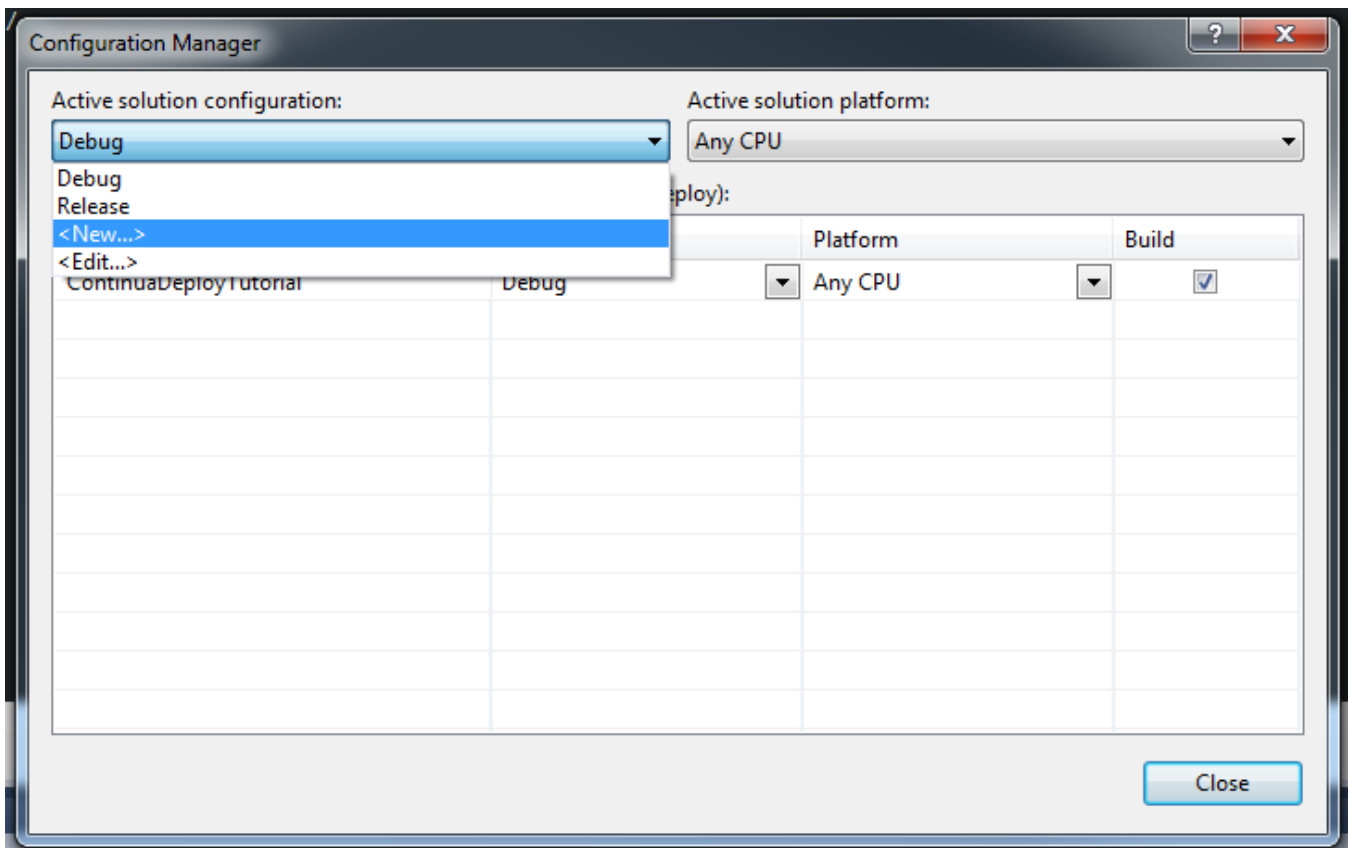 Configuration Manager
?
Active solution configuration: Active solution platform:
Debug Any CPU
Debug
Release
<New...>
<Edit...>
ploy):
Platform Build
ContinuaDeployTutorial Debug Any CPU
Close